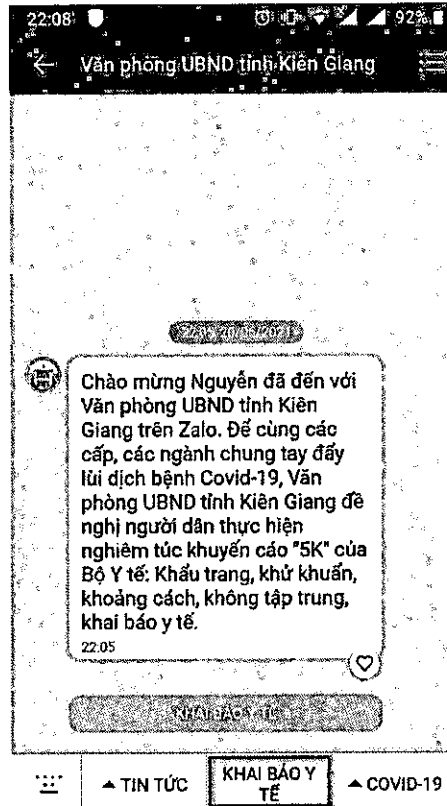 22:08 92%
Văn phòng UBND tỉnh Kiên Giang
Chào mừng Nguyễn đã đến với
Văn phòng UBND tỉnh Kiên
Giang trên Zalo. Để cùng các
cấp, các ngành chung tay đẩy
lùi dịch bệnh Covid-19, Văn
phòng UBND tỉnh Kiên Giang đề
nghị người dân thực hiện
nghiêm túc khuyến cáo "5K" của
Bộ Y tế: Khẩu trang, khử khuẩn,
khoảng cách, không tập trung,
khai báo y tế.
22:05
KHAI BÁO Y TẾ
TIN TỨC
KHAI BÁO Y
TẾ
COVID-19